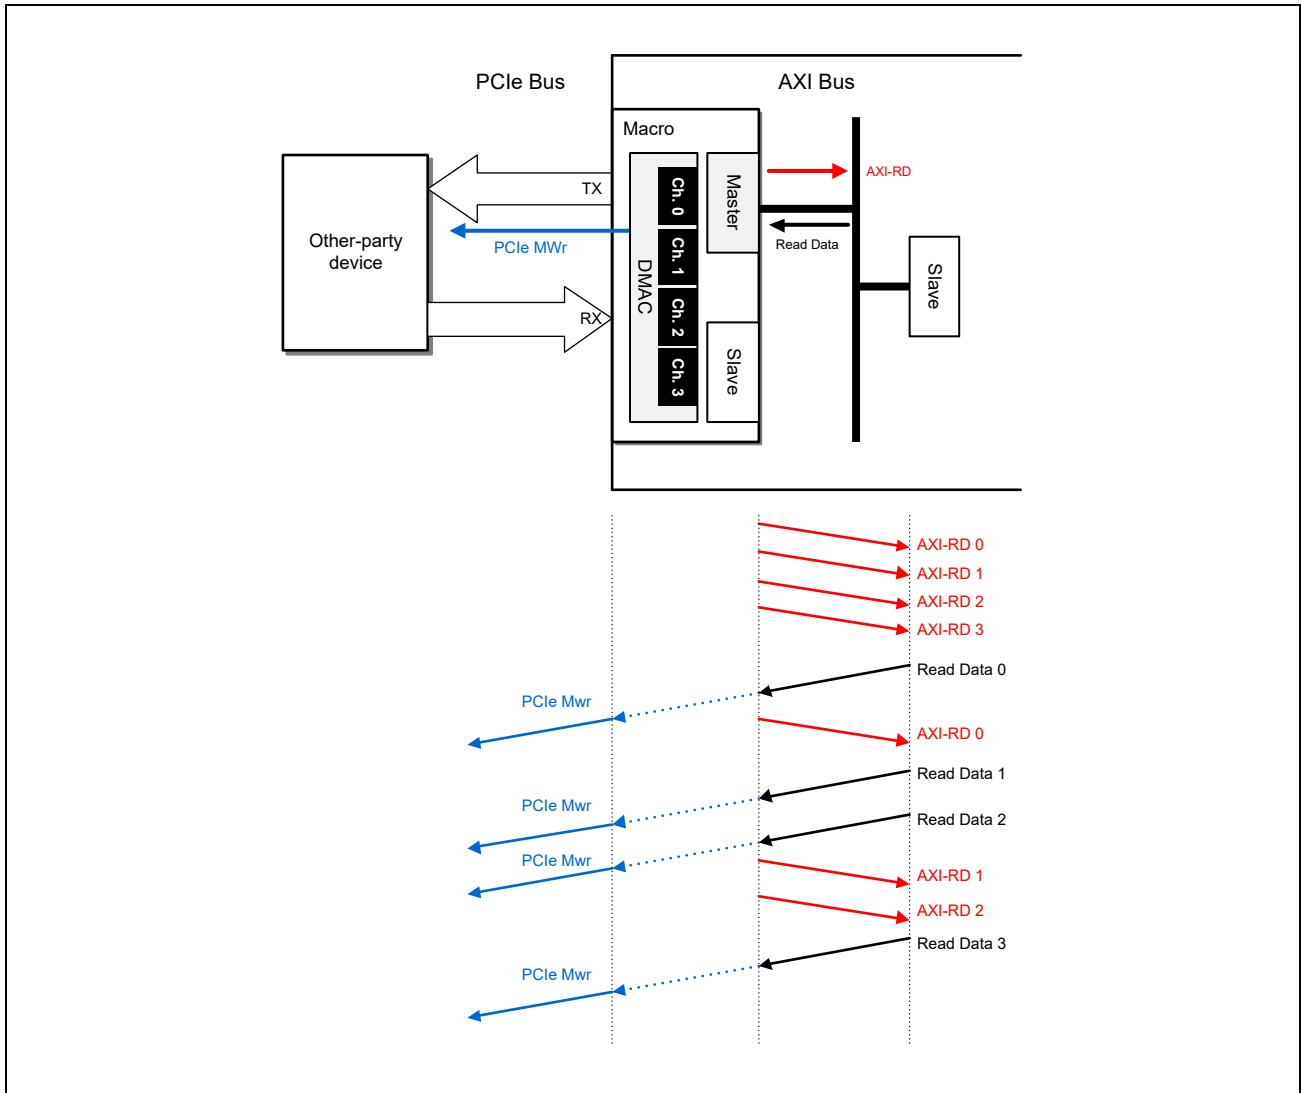 PCIe Bus
AXI Bus
Macro
Other-party
device
TX
PCIe MWr
RX
DMAC
Ch. 0
Ch. 1
Ch. 2
Ch. 3
Master
Slave
AXI-RD
Read Data
Slave
AXI-RD 0
AXI-RD 1
AXI-RD 2
AXI-RD 3
Read Data 0
PCIe Mwr
AXI-RD 0
Read Data 1
PCIe Mwr
Read Data 2
PCIe Mwr
AXI-RD 1
AXI-RD 2
Read Data 3
PCIe Mwr